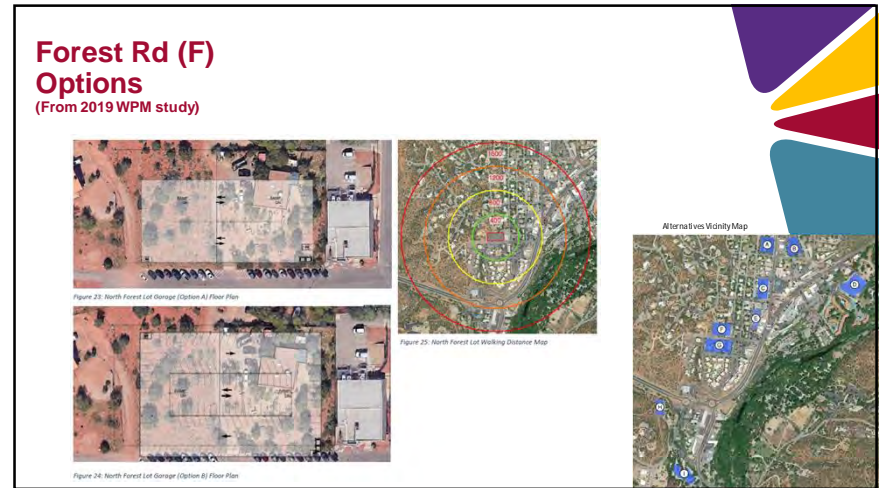 Forest Rd (F)
Options
(From 2019 WPM study)
Figure 23: North Forest Lot Garage (Option A) Floor Plan
Figure 24: North Forest Lot Garage (Option B) Floor Plan
1600
1200
800
400
Figure 25: North Forest Lot Walking Distance Map
Alternatives Vicinity Map
A
B
C
D
E
F
G
H
I